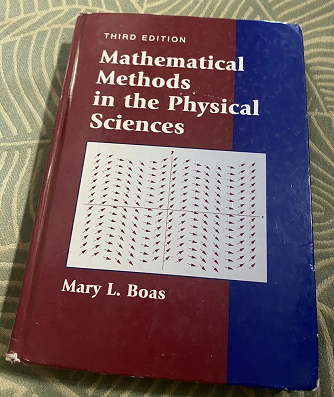 THIRD EDITION
Mathematical
Methods
in the Physical
Sciences
Mary L. Boas